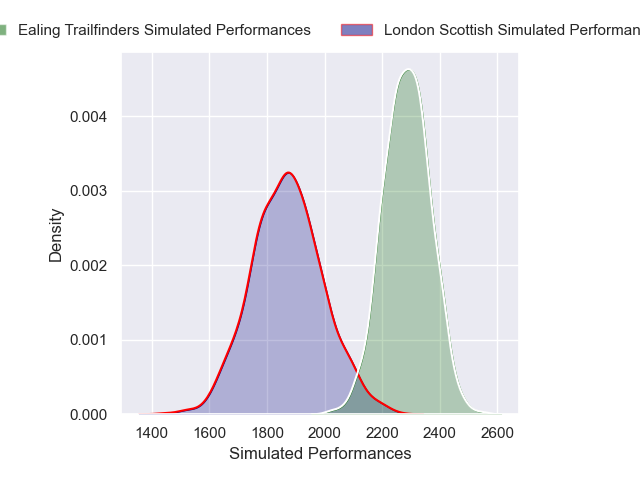 Ealing Trailfinders Simulated Performances London Scottish Simulated
0.004
0.003
0.002
0.001
0.000
Density
1400 1600 1800 2000 2200 2400 2600
Simulated Performances